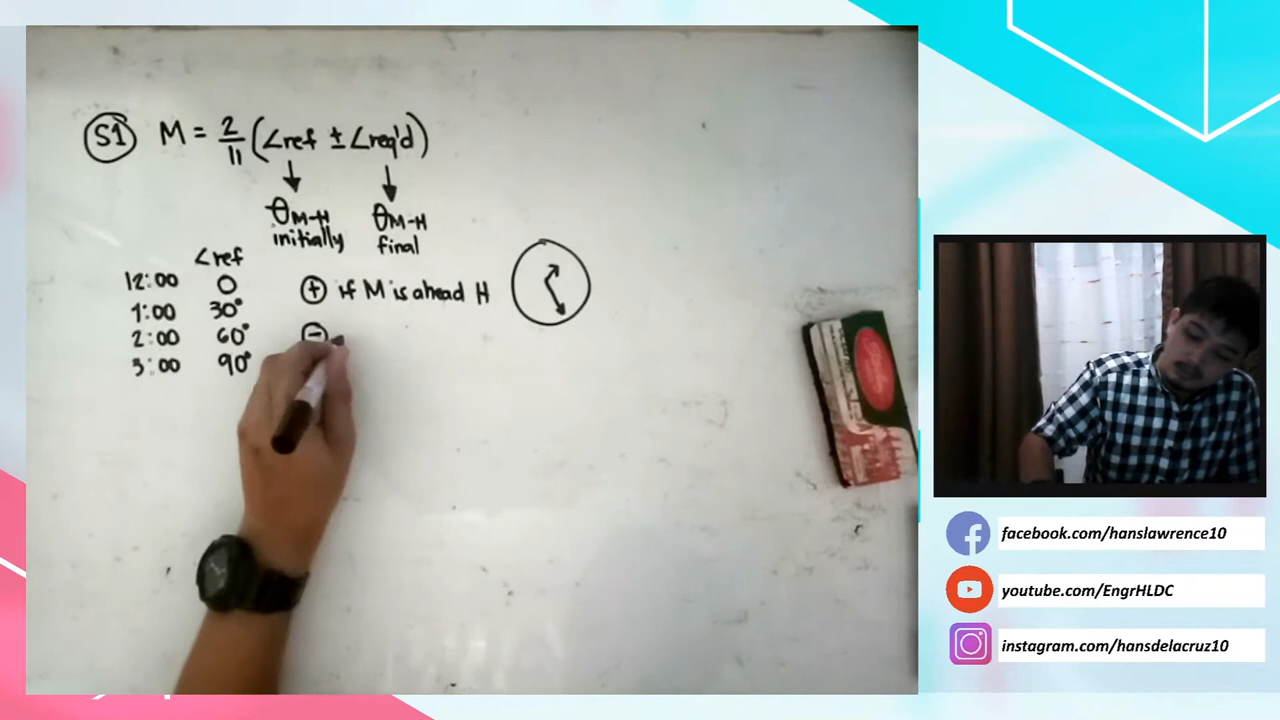 S1 M = 2/11 (∠ref ± ∠req'd)
θM-H initially
θM-H final
∠ref
12:00 0
1:00 30°
2:00 60°
3:00 90°
+ if M is ahead H
-
facebook.com/hanslawrence10
youtube.com/EngrHLDC
instagram.com/hansdelacruz10